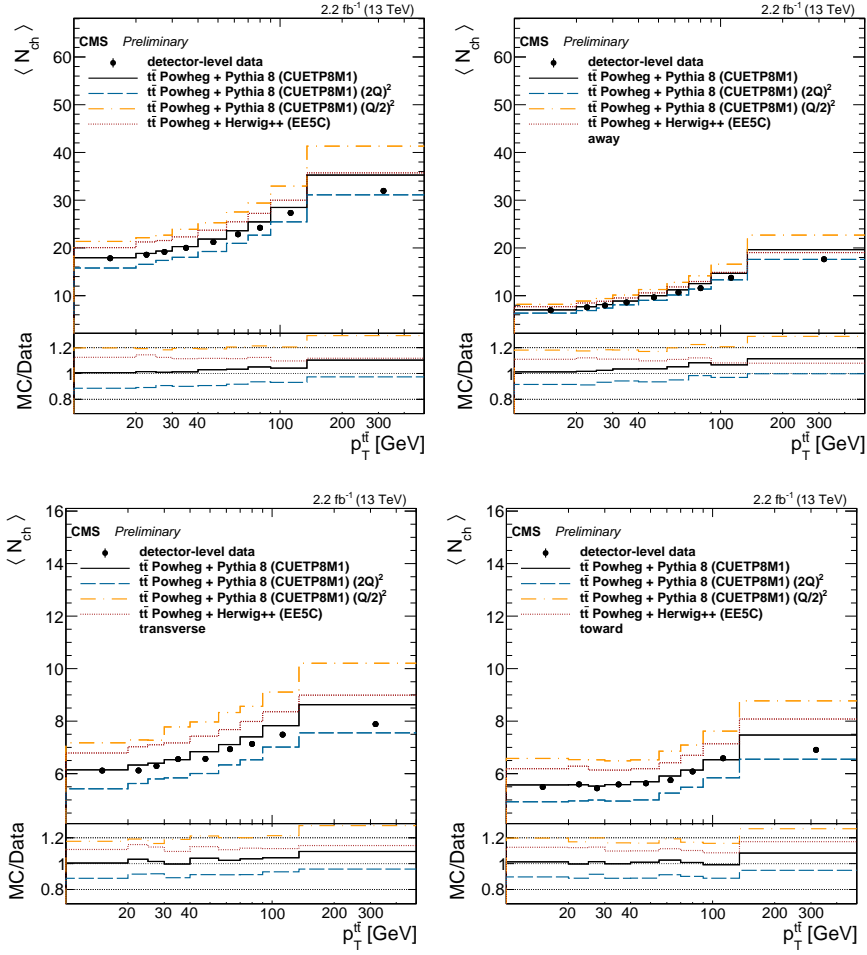 2.2 fb⁻¹ (13 TeV)
⟨ N_ch ⟩
CMS Preliminary
detector-level data
tt̄ Powheg + Pythia 8 (CUETP8M1)
tt̄ Powheg + Pythia 8 (CUETP8M1) (2Q)²
tt̄ Powheg + Pythia 8 (CUETP8M1) (Q/2)²
tt̄ Powheg + Herwig++ (EE5C)
60
50
40
30
20
10
MC/Data
1.2
1
0.8
20 30 40 100 200 300
p_T^tt̄ [GeV]
2.2 fb⁻¹ (13 TeV)
⟨ N_ch ⟩
CMS Preliminary
detector-level data
tt̄ Powheg + Pythia 8 (CUETP8M1)
tt̄ Powheg + Pythia 8 (CUETP8M1) (2Q)²
tt̄ Powheg + Pythia 8 (CUETP8M1) (Q/2)²
tt̄ Powheg + Herwig++ (EE5C)
away
60
50
40
30
20
10
MC/Data
1.2
1
0.8
20 30 40 100 200 300
p_T^tt̄ [GeV]
2.2 fb⁻¹ (13 TeV)
⟨ N_ch ⟩
CMS Preliminary
detector-level data
tt̄ Powheg + Pythia 8 (CUETP8M1)
tt̄ Powheg + Pythia 8 (CUETP8M1) (2Q)²
tt̄ Powheg + Pythia 8 (CUETP8M1) (Q/2)²
tt̄ Powheg + Herwig++ (EE5C)
transverse
16
14
12
10
8
6
MC/Data
1.2
1
0.8
20 30 40 100 200 300
p_T^tt̄ [GeV]
2.2 fb⁻¹ (13 TeV)
⟨ N_ch ⟩
CMS Preliminary
detector-level data
tt̄ Powheg + Pythia 8 (CUETP8M1)
tt̄ Powheg + Pythia 8 (CUETP8M1) (2Q)²
tt̄ Powheg + Pythia 8 (CUETP8M1) (Q/2)²
tt̄ Powheg + Herwig++ (EE5C)
toward
16
14
12
10
8
6
MC/Data
1.2
1
0.8
20 30 40 100 200 300
p_T^tt̄ [GeV]